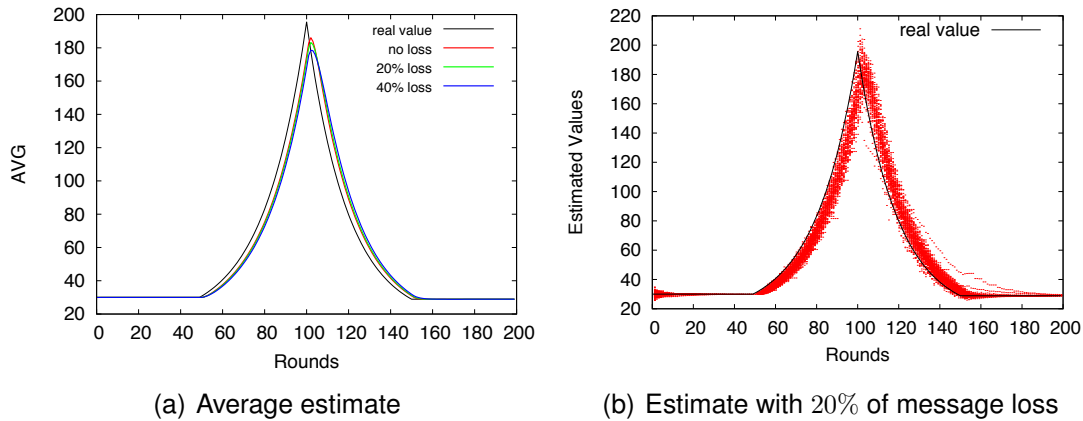 AVG
200
180
160
140
120
100
80
60
40
20
0 20 40 60 80 100 120 140 160 180 200
Rounds
real value
no loss
20% loss
40% loss
(a) Average estimate
Estimated Values
220
200
180
160
140
120
100
80
60
40
20
0 20 40 60 80 100 120 140 160 180 200
Rounds
real value
(b) Estimate with 20% of message loss